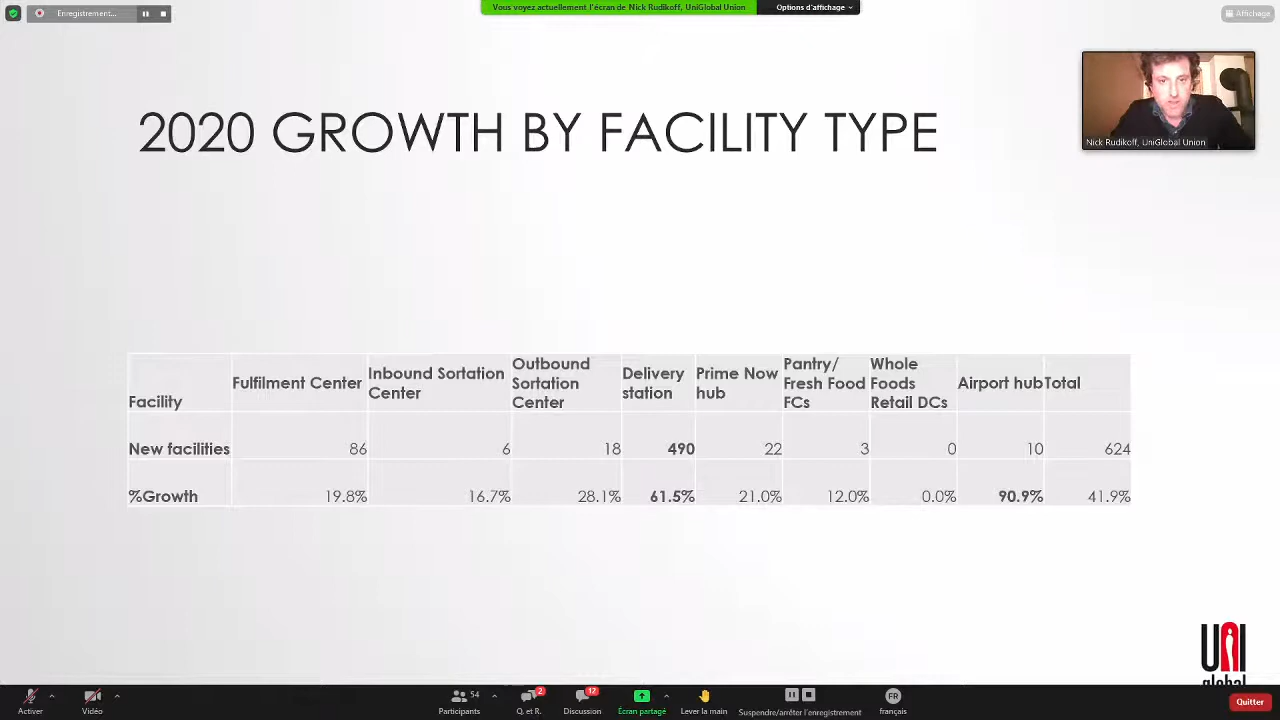 Enregistrement...
Vous voyez actuellement l'écran de Nick Rudikoff, UniGlobal Union
Options d'affichage
Affichage
2020 GROWTH BY FACILITY TYPE
Nick Rudikoff, UniGlobal Union
Facility Fulfilment Center Inbound Sortation Center Outbound Sortation Center Delivery station Prime Now hub Pantry/ Fresh Food FCs Whole Foods Retail DCs Airport hub Total
New facilities 86 6 18 490 22 3 0 10 624
%Growth 19.8% 16.7% 28.1% 61.5% 21.0% 12.0% 0.0% 90.9% 41.9%
UNI
global
54
2
12
FR
Activer
Vidéo
Participants
Q. et R.
Discussion
Écran partagé
Lever la main
Suspendre/arrêter l'enregistrement
français
Quitter